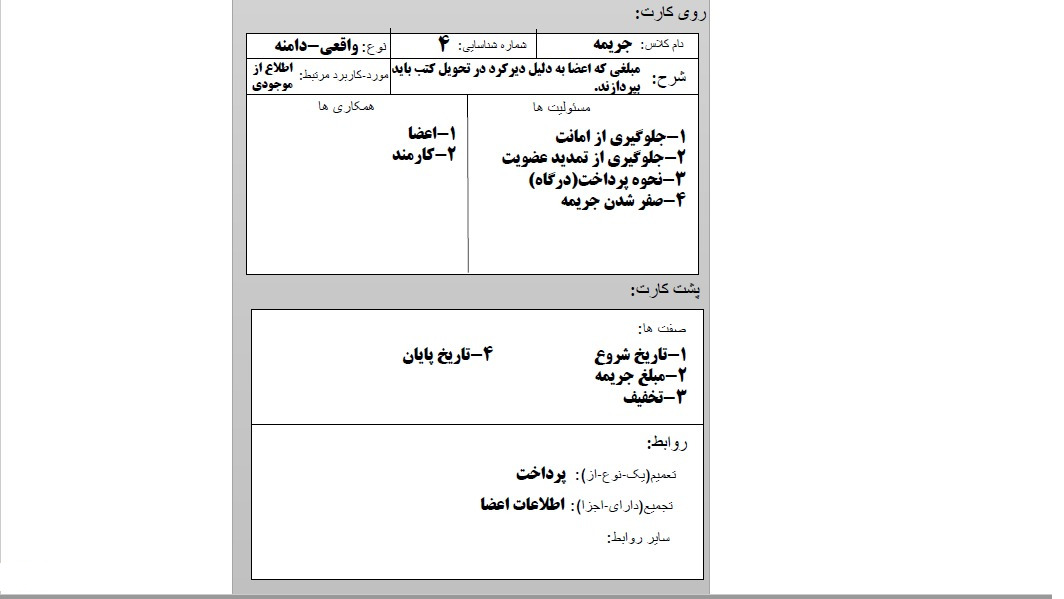 روی کارت:
نام کلاس: جریمه شماره شناسایی: ۴ نوع: واقعی-دامنه
شرح: مبلغی که اعضا به دلیل دیرکرد در تحویل کتب باید
بپردازند.
مورد-کاربرد مرتبط: اطلاع از
موجودی
مسئولیت ها
۱-جلوگیری از امانت
۲-جلوگیری از تمدید عضویت
۳-نحوه پرداخت(درگاه)
۴-صفر شدن جریمه
همکاری ها
۱-اعضا
۲-کارمند
پشت کارت:
صفت ها:
۱-تاریخ شروع
۲-مبلغ جریمه
۳-تخفیف
۴-تاریخ پایان
روابط:
تعمیم(یک-نوع-از): پرداخت
تجمیع(دارای-اجزا): اطلاعات اعضا
سایر روابط: